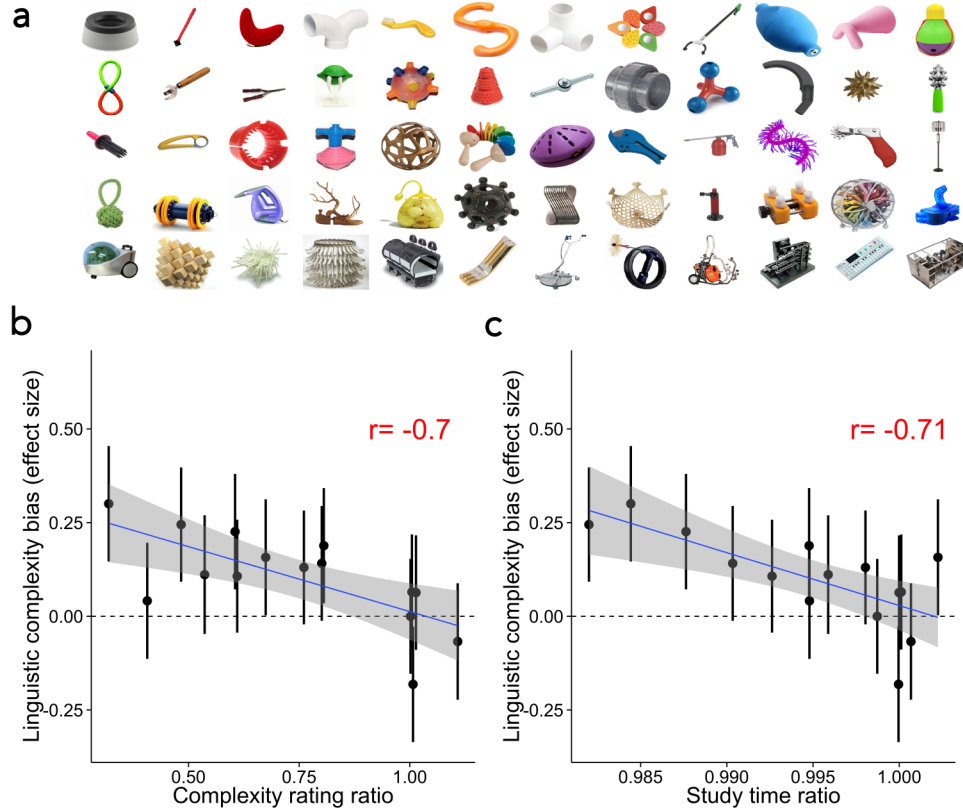 a
b
Linguistic complexity bias (effect size)
0.50
0.25
0.00
-0.25
r= -0.7
0.50
0.75
1.00
Complexity rating ratio
c
Linguistic complexity bias (effect size)
0.50
0.25
0.00
-0.25
r= -0.71
0.985
0.990
0.995
1.000
Study time ratio